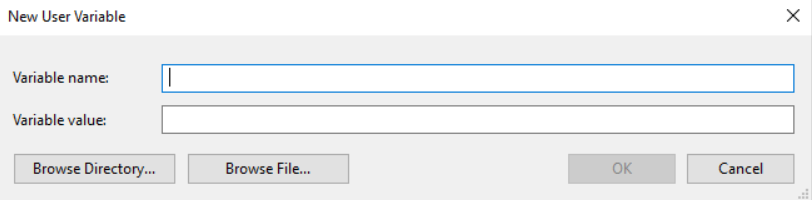 New User Variable
Variable name:
Variable value:
Browse Directory... Browse File... OK Cancel